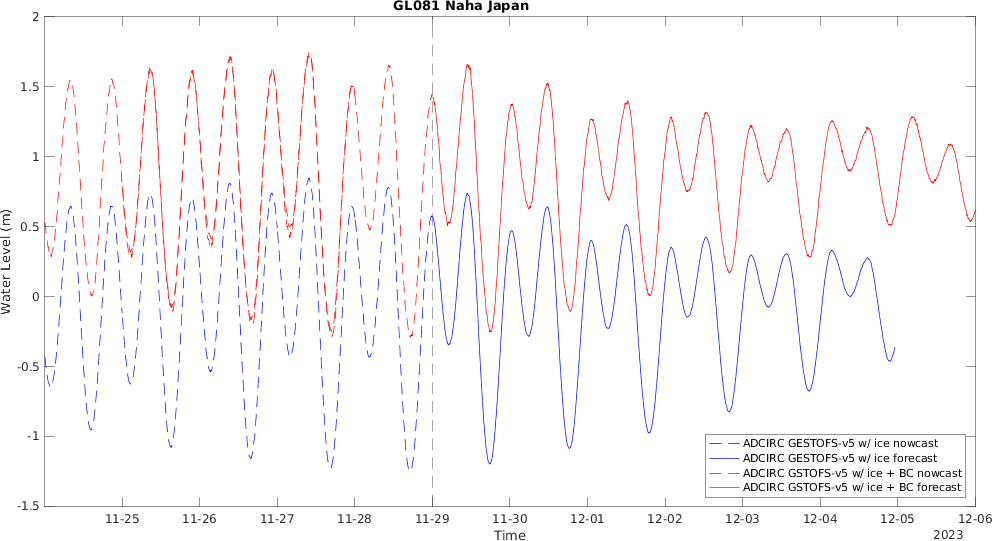 GL081 Naha Japan
2
1.5
1
0.5
0
-0.5
-1
-1.5
Water Level (m)
ADCIRC GESTOFS-v5 w/ ice nowcast
ADCIRC GESTOFS-v5 w/ ice forecast
ADCIRC GSTOFS-v5 w/ ice + BC nowcast
ADCIRC GSTOFS-v5 w/ ice + BC forecast
11-25 11-26 11-27 11-28 11-29 11-30 12-01 12-02 12-03 12-04 12-05 12-06
Time 2023